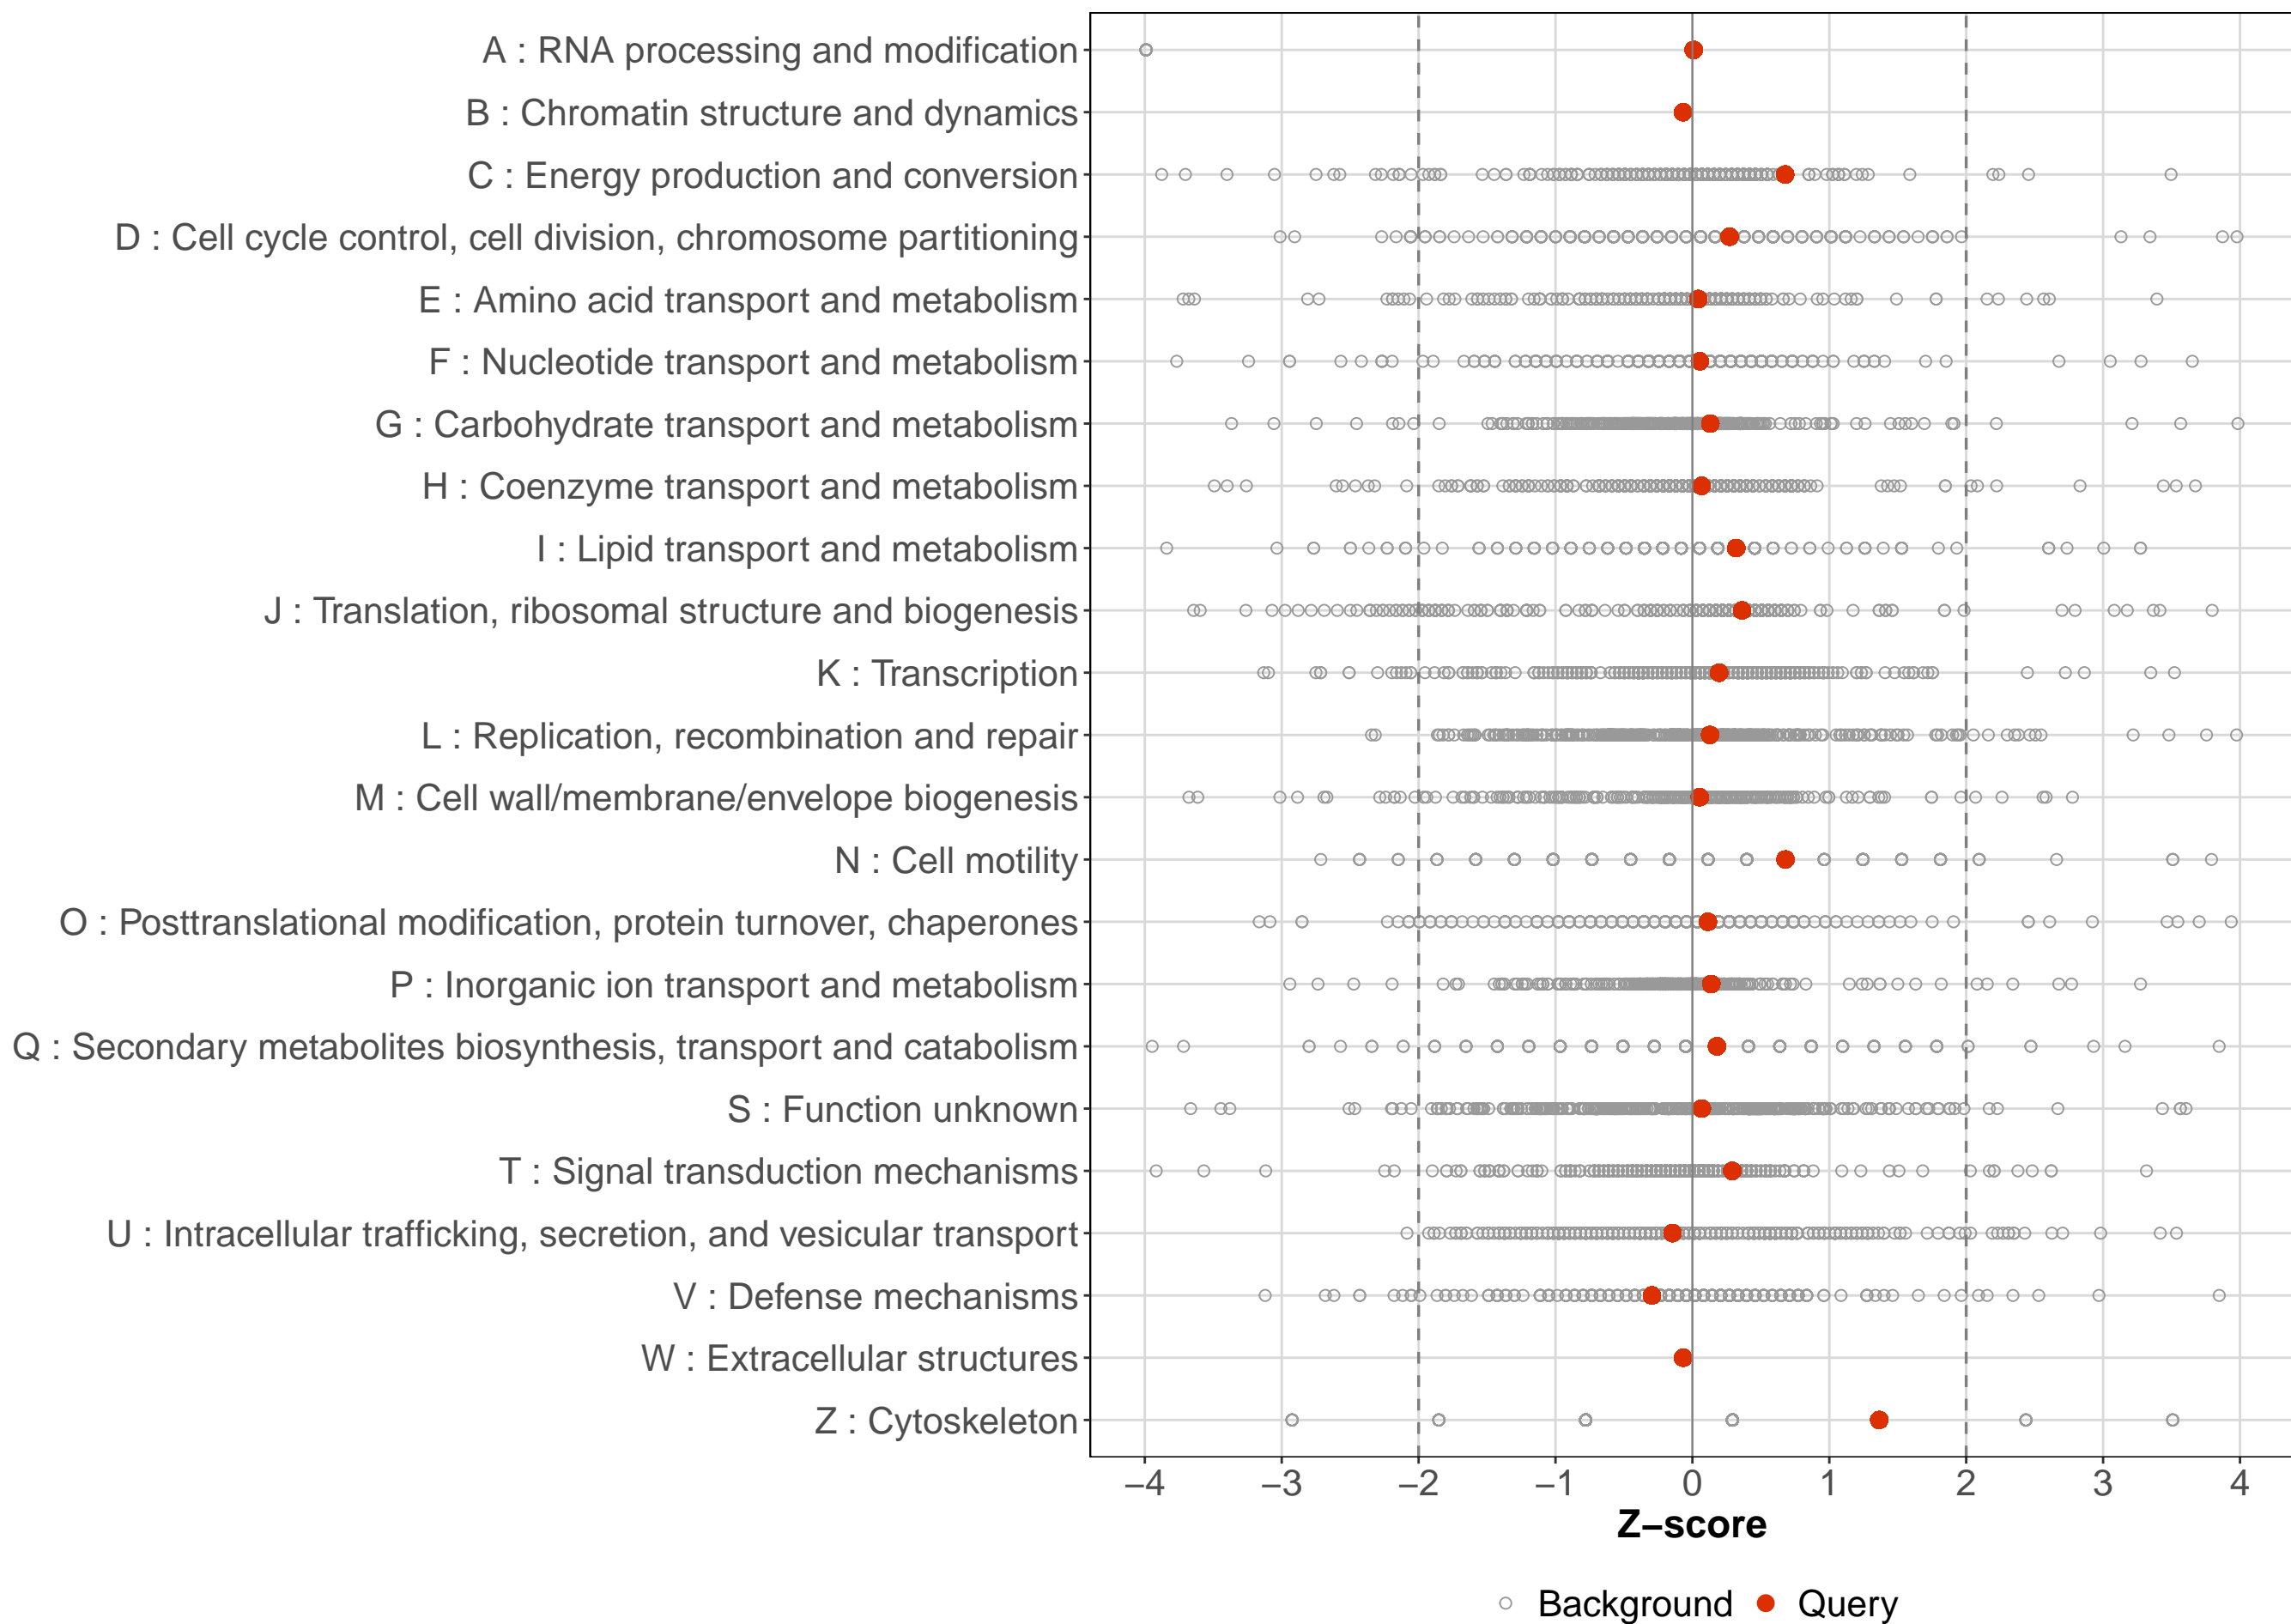 A : RNA processing and modification
B : Chromatin structure and dynamics
C : Energy production and conversion
D : Cell cycle control, cell division, chromosome partitioning
E : Amino acid transport and metabolism
F : Nucleotide transport and metabolism
G : Carbohydrate transport and metabolism
H : Coenzyme transport and metabolism
I : Lipid transport and metabolism
J : Translation, ribosomal structure and biogenesis
K : Transcription
L : Replication, recombination and repair
M : Cell wall/membrane/envelope biogenesis
N : Cell motility
O : Posttranslational modification, protein turnover, chaperones
P : Inorganic ion transport and metabolism
Q : Secondary metabolites biosynthesis, transport and catabolism
S : Function unknown
T : Signal transduction mechanisms
U : Intracellular trafficking, secretion, and vesicular transport
V : Defense mechanisms
W : Extracellular structures
Z : Cytoskeleton
−4 −3 −2 −1 0 1 2 3 4
Z−score
Background Query